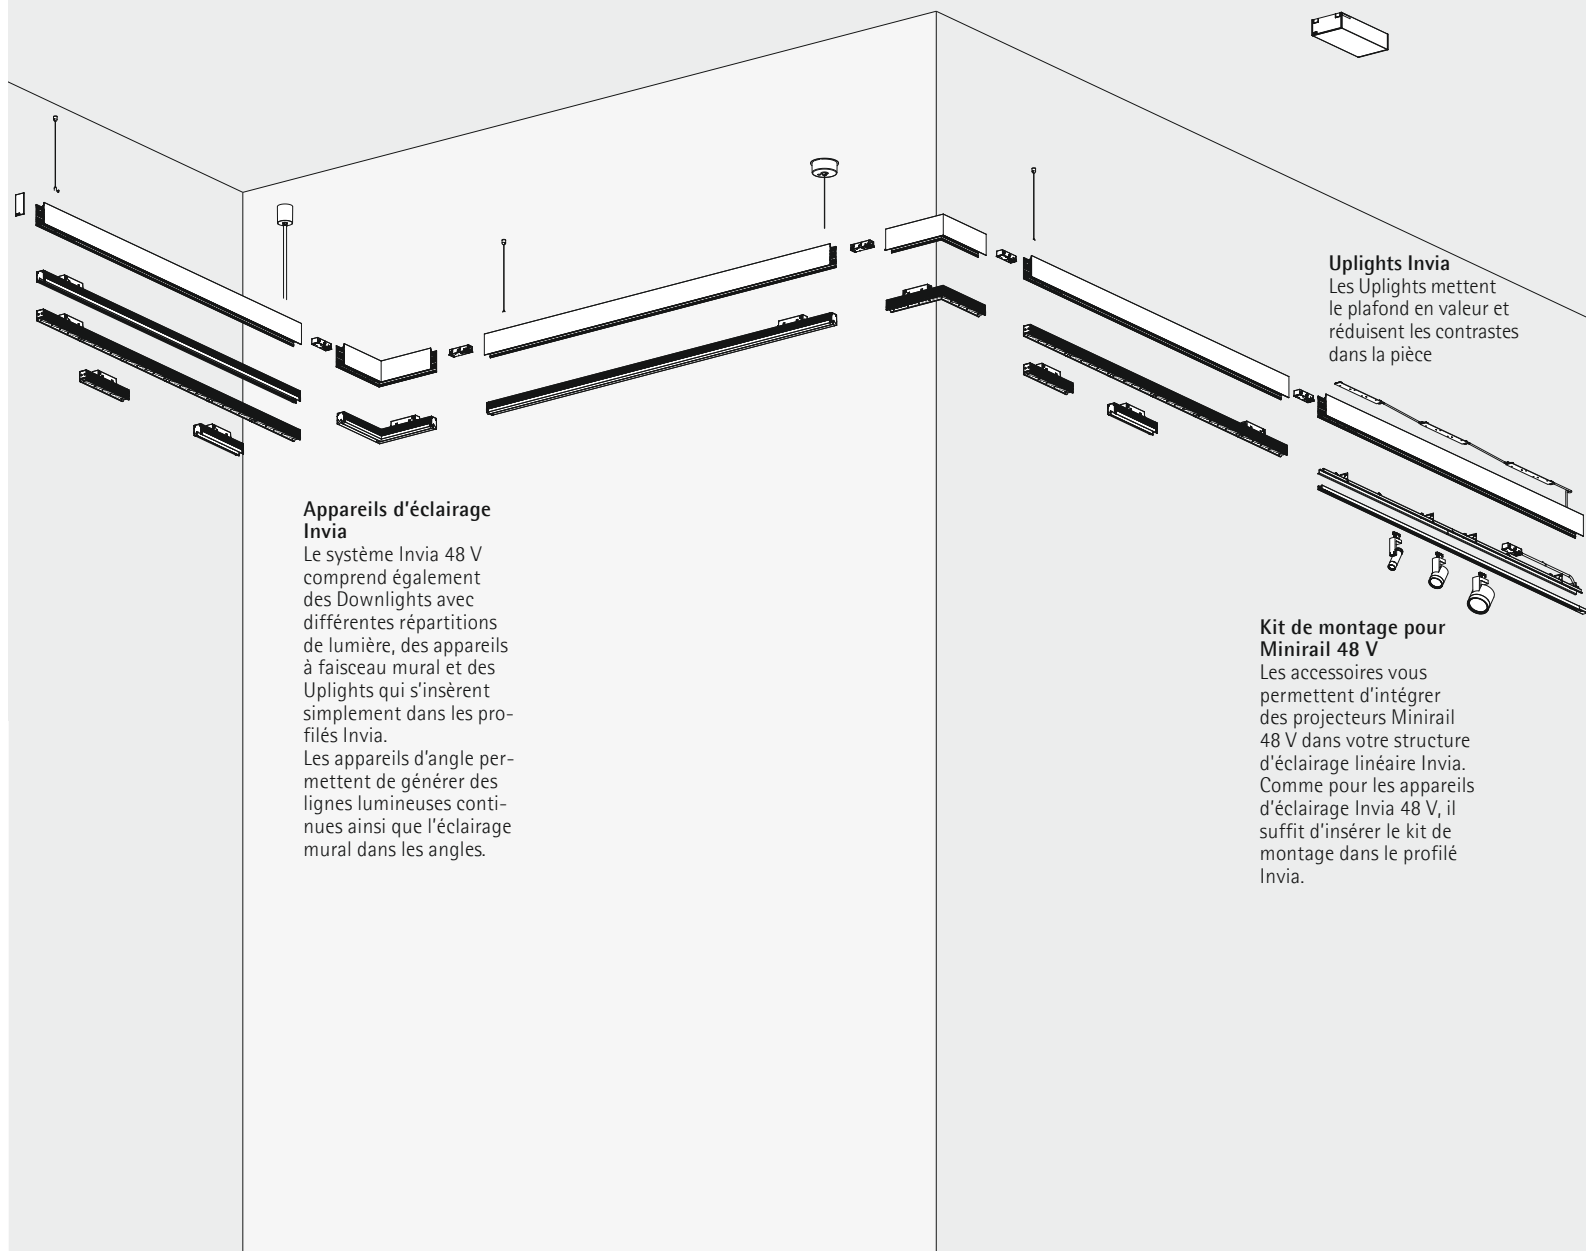 Uplights Invia
Les Uplights mettent
le plafond en valeur et
réduisent les contrastes
dans la pièce
Appareils d'éclairage
Invia
Le système Invia 48 V
comprend également
des Downlights avec
différentes répartitions
de lumière, des appareils
à faisceau mural et des
Uplights qui s'insèrent
simplement dans les pro-
filés Invia.
Les appareils d'angle per-
mettent de générer des
lignes lumineuses conti-
nues ainsi que l'éclairage
mural dans les angles.
Kit de montage pour
Minirail 48 V
Les accessoires vous
permettent d'intégrer
des projecteurs Minirail
48 V dans votre structure
d'éclairage linéaire Invia.
Comme pour les appareils
d'éclairage Invia 48 V, il
suffit d'insérer le kit de
montage dans le profilé
Invia.